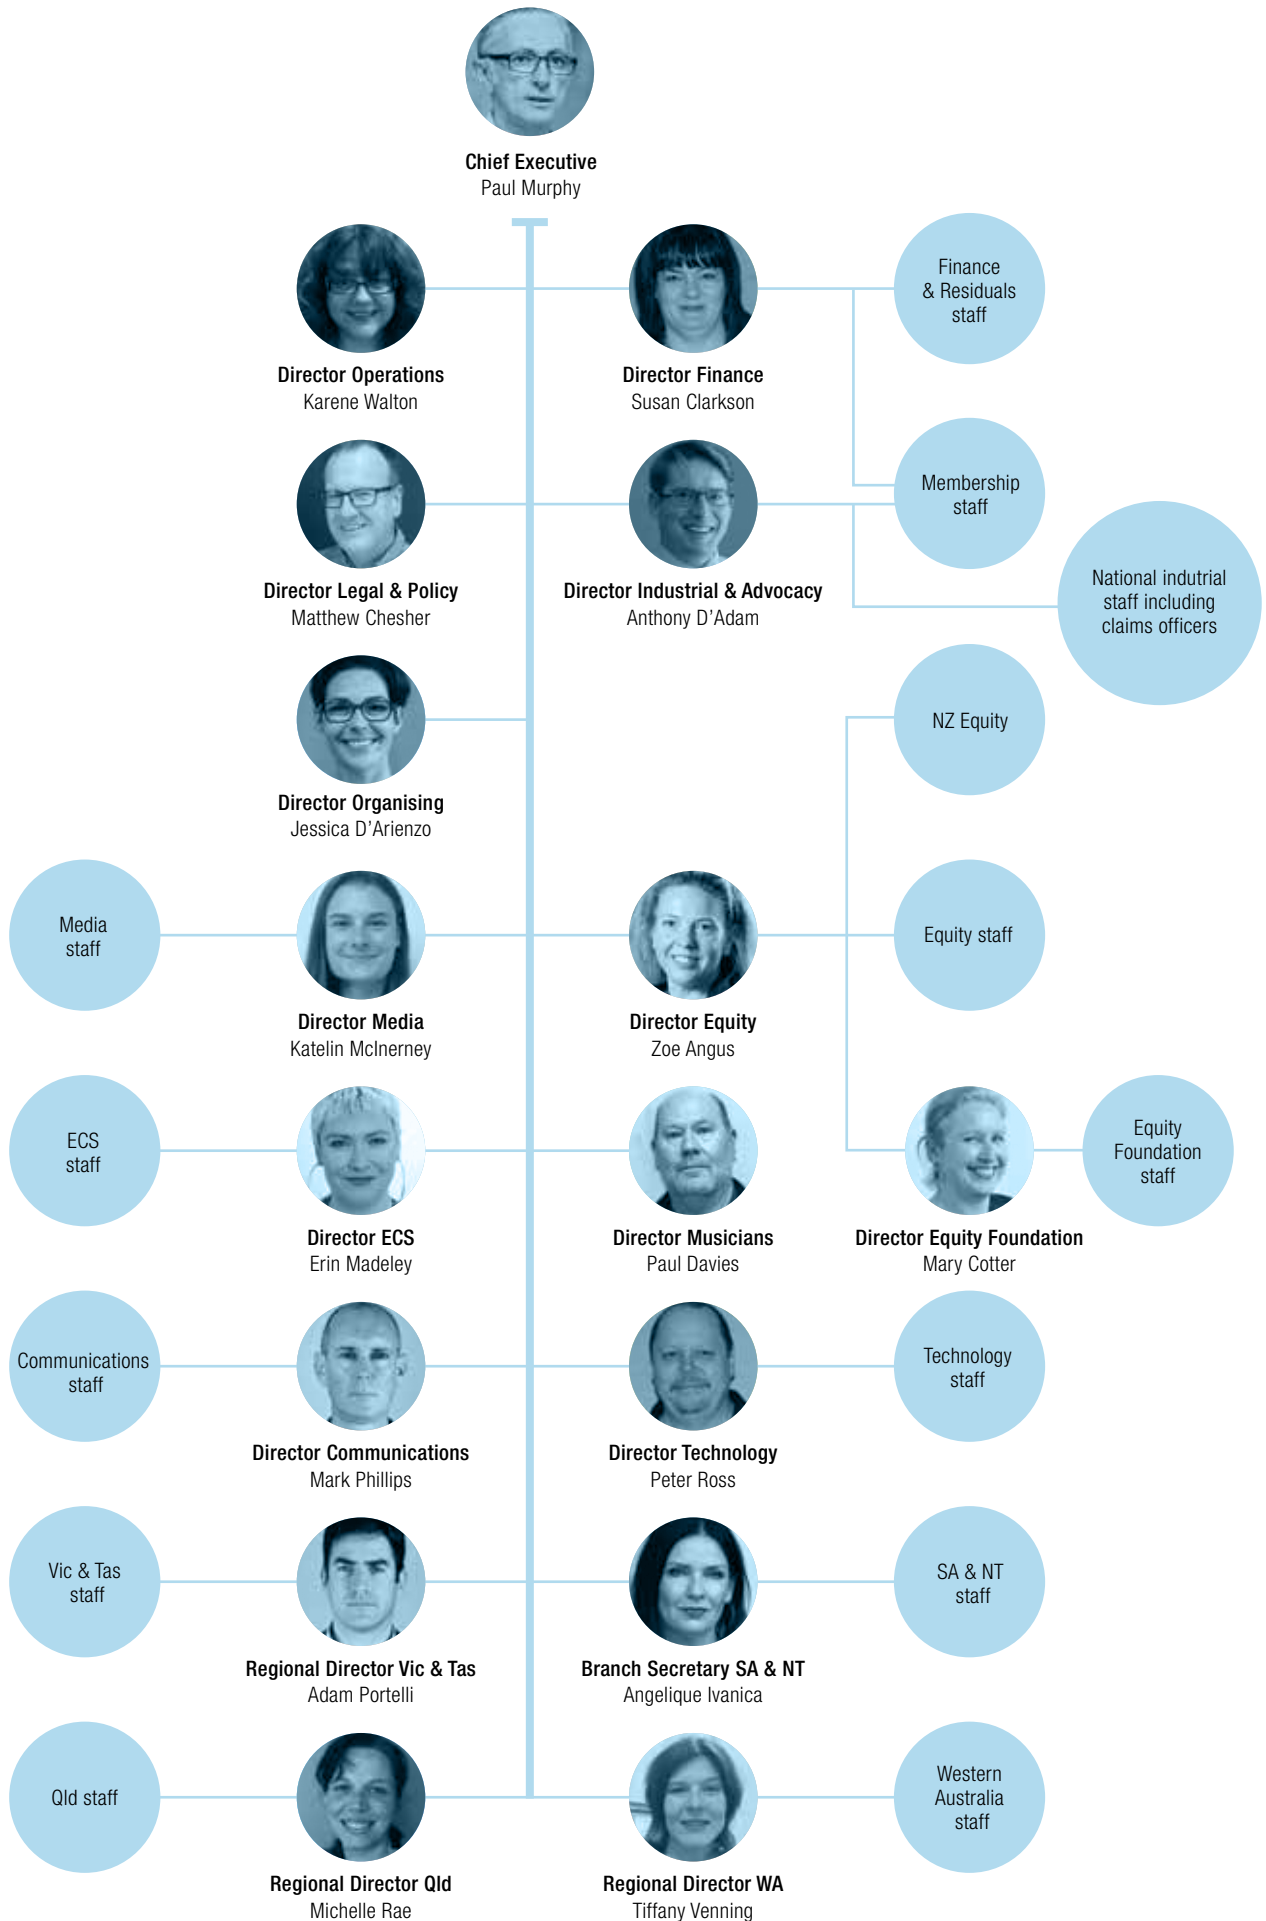 Chief Executive
Paul Murphy
Finance
& Residuals
staff
Director Operations
Karene Walton
Director Finance
Susan Clarkson
Membership
staff
National indutrial
staff including
claims officers
Director Legal & Policy
Matthew Chesher
Director Industrial & Advocacy
Anthony D’Adam
NZ Equity
Director Organising
Jessica D’Arienzo
Media
staff
Equity staff
Director Media
Katelin McInerney
Director Equity
Zoe Angus
ECS
staff
Equity
Foundation
staff
Director ECS
Erin Madeley
Director Musicians
Paul Davies
Director Equity Foundation
Mary Cotter
Communications
staff
Technology
staff
Director Communications
Mark Phillips
Director Technology
Peter Ross
Vic & Tas
staff
SA & NT
staff
Regional Director Vic & Tas
Adam Portelli
Branch Secretary SA & NT
Angelique Ivanica
Qld staff
Western
Australia
staff
Regional Director Qld
Michelle Rae
Regional Director WA
Tiffany Venning